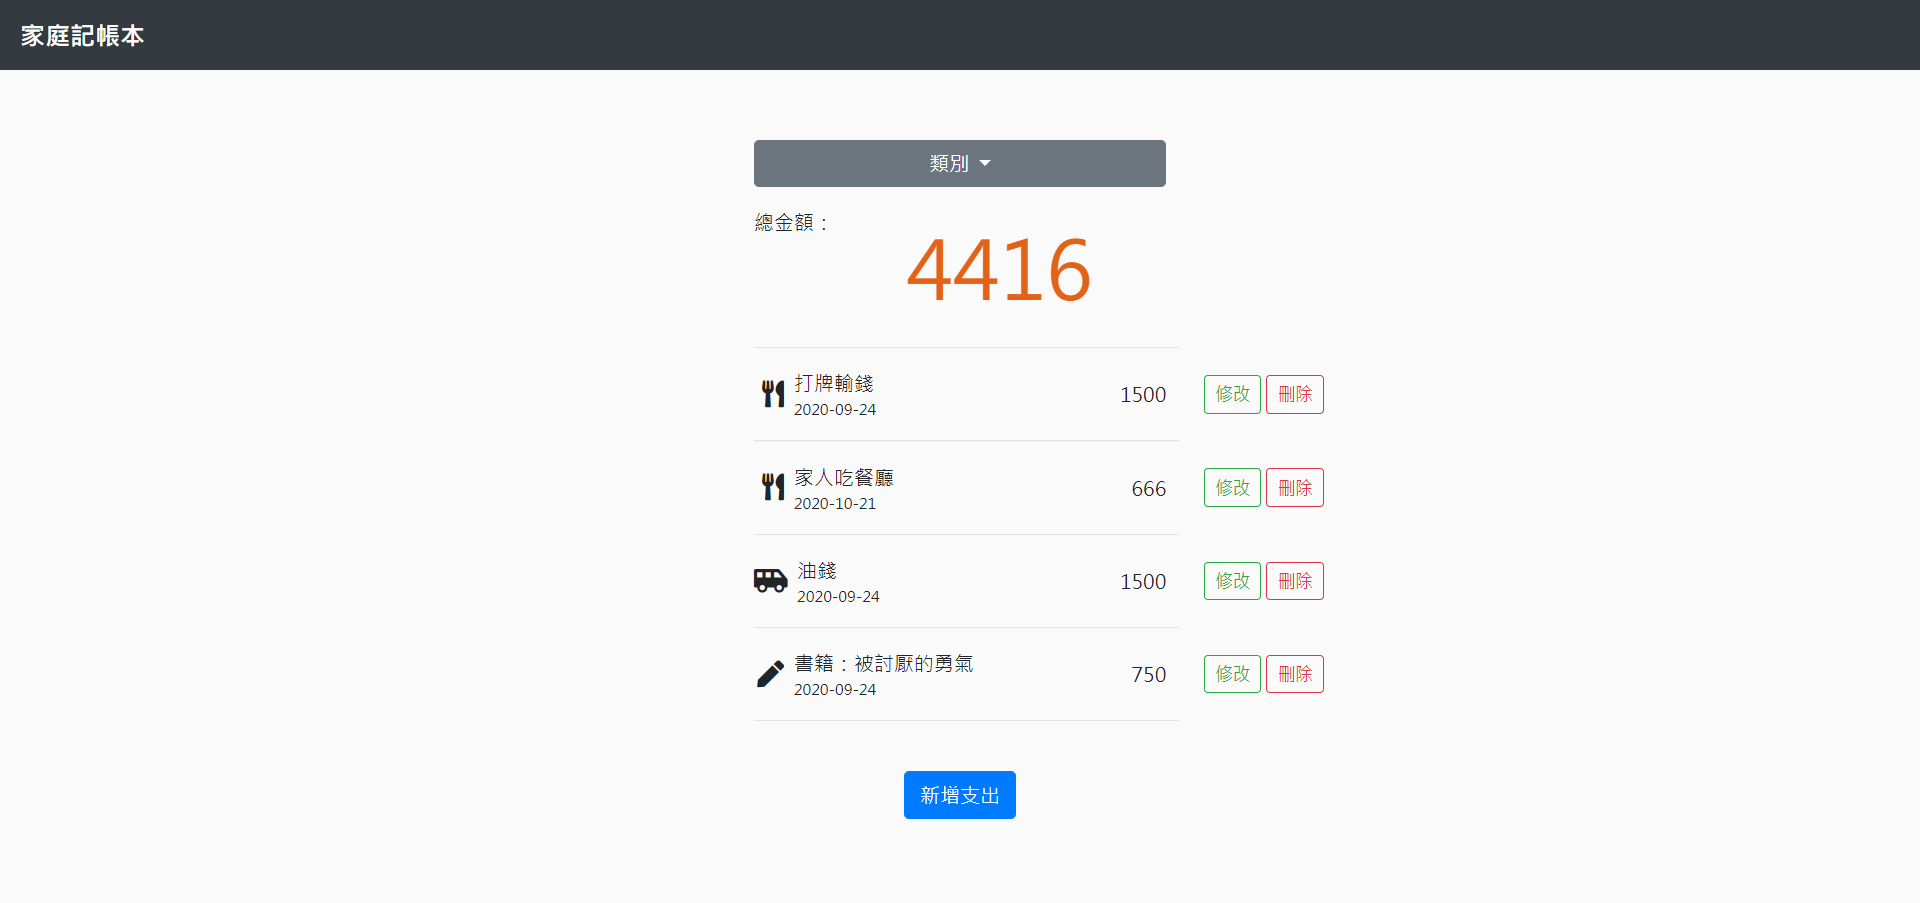 家庭記帳本
類別
總金額：
4416
打牌輸錢
2020-09-24
1500
修改 刪除
家人吃餐廳
2020-10-21
666
修改 刪除
油錢
2020-09-24
1500
修改 刪除
書籍：被討厭的勇氣
2020-09-24
750
修改 刪除
新增支出